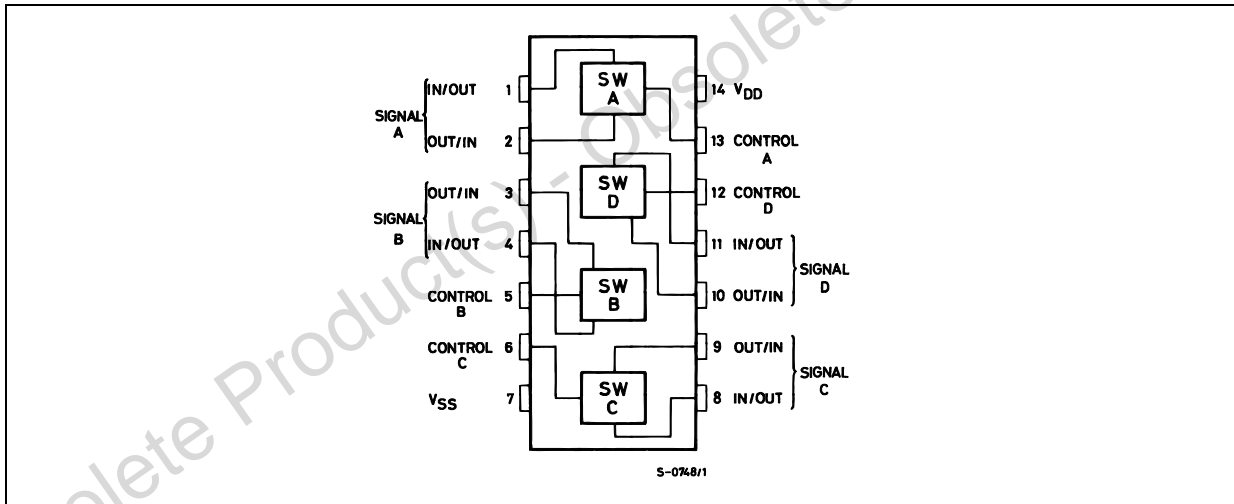 IN/OUT 1
SIGNAL A
OUT/IN 2
OUT/IN 3
SIGNAL B
IN/OUT 4
CONTROL B 5
CONTROL C 6
VSS 7
SW A
SW D
SW B
SW C
14 VDD
13 CONTROL A
12 CONTROL D
11 IN/OUT
SIGNAL D
10 OUT/IN
9 OUT/IN
SIGNAL C
8 IN/OUT
S-0748/1
olete Product(s) - Obsolete